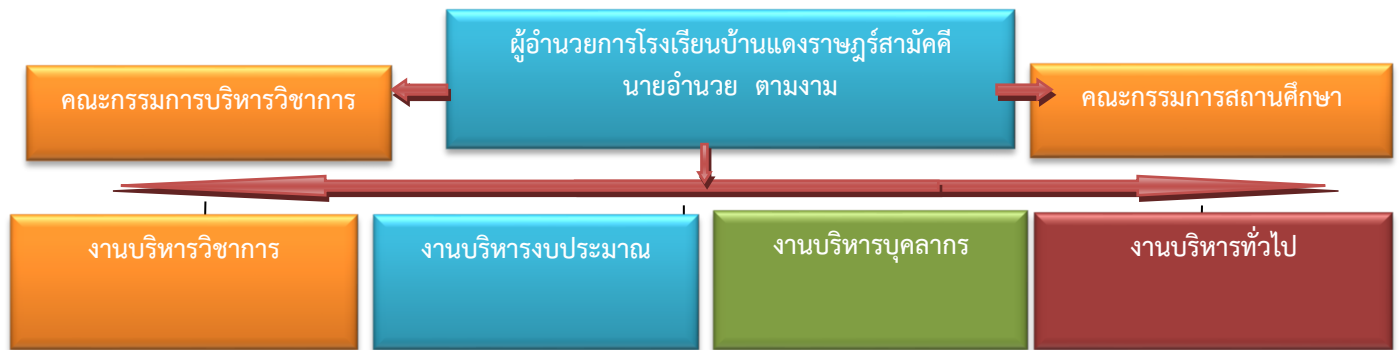 ผู้อำนวยการโรงเรียนบ้านแดงราษฎร์สามัคคี
นายอำนวย ตามงาม
คณะกรรมการบริหารวิชาการ
คณะกรรมการสถานศึกษา
งานบริหารวิชาการ
งานบริหารงบประมาณ
งานบริหารบุคลากร
งานบริหารทั่วไป